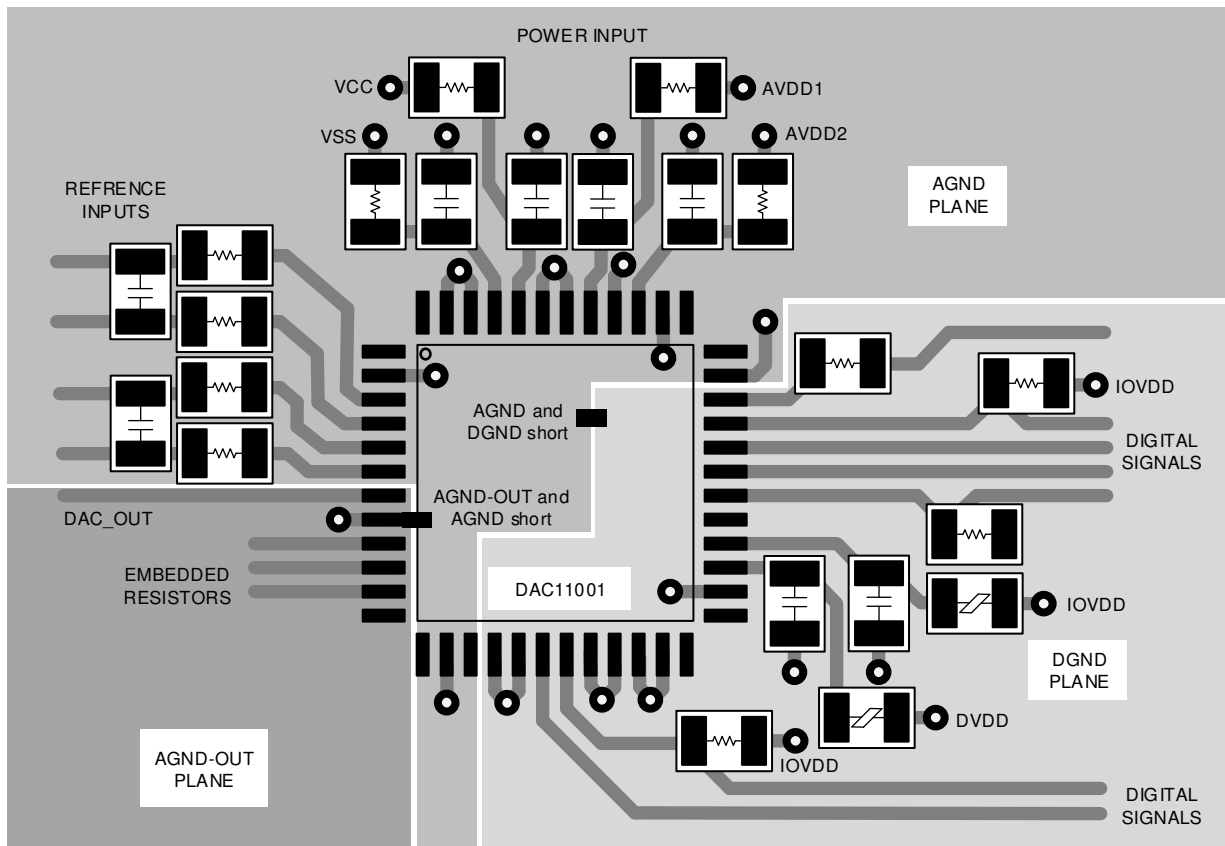 POWER INPUT
VCC
AVDD1
VSS
AVDD2
REFRENCE
INPUTS
AGND
PLANE
IOVDD
AGND and
DGND short
DIGITAL
SIGNALS
AGND-OUT and
AGND short
DAC_OUT
EMBEDDED
RESISTORS
DAC11001
IOVDD
DGND
PLANE
DVDD
AGND-OUT
PLANE
IOVDD
DIGITAL
SIGNALS